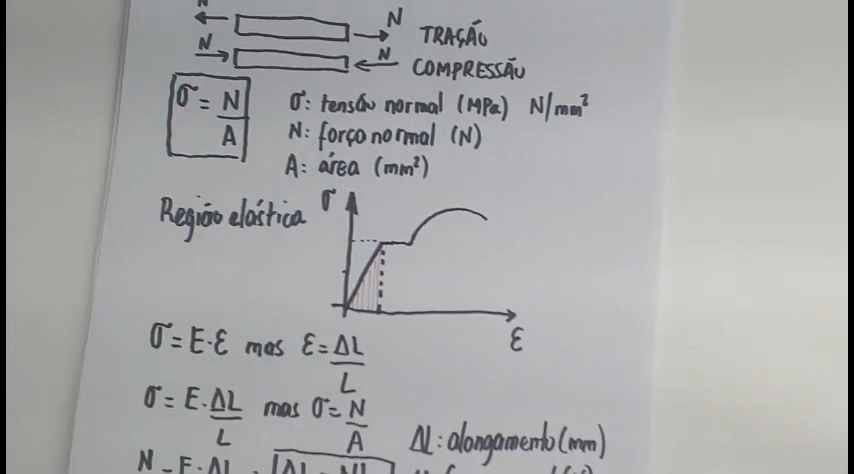 N
N TRAÇÃO
N N COMPRESSÃO
σ = N/A σ: tensão normal (MPa) N/mm²
N: força normal (N)
A: área (mm²)
Região elástica σ
ε
σ = E·ε mas ε = ΔL/L
σ = E·ΔL/L mas σ = N/A
ΔL: alongamento (mm)